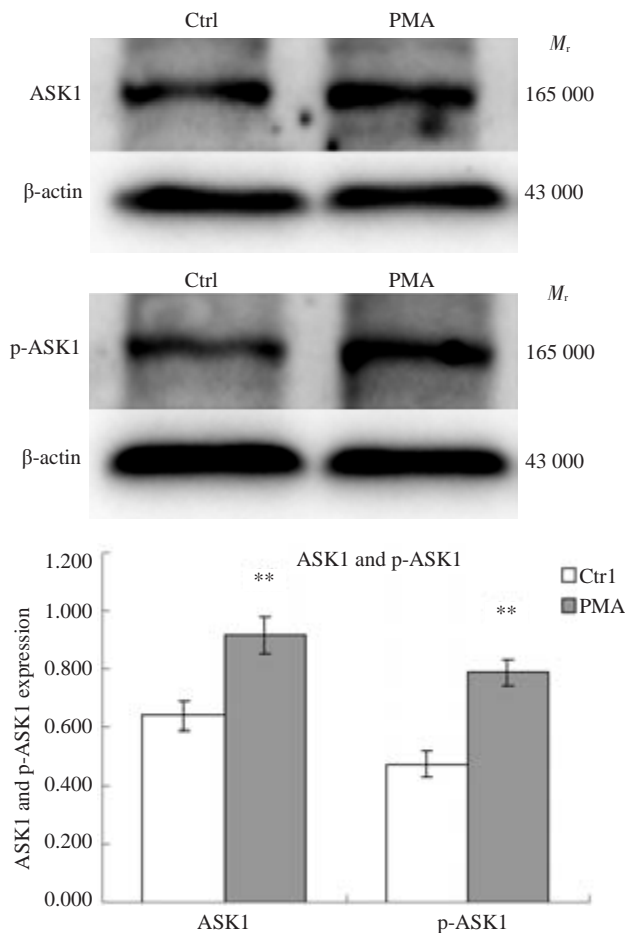 Ctrl PMA
M_r
ASK1 165 000
β-actin 43 000
Ctrl PMA
M_r
p-ASK1 165 000
β-actin 43 000
ASK1 and p-ASK1
1.200
1.000
0.800
0.600
0.400
0.200
0.000
ASK1 and p-ASK1 expression
**
**
Ctr1
PMA
ASK1 p-ASK1